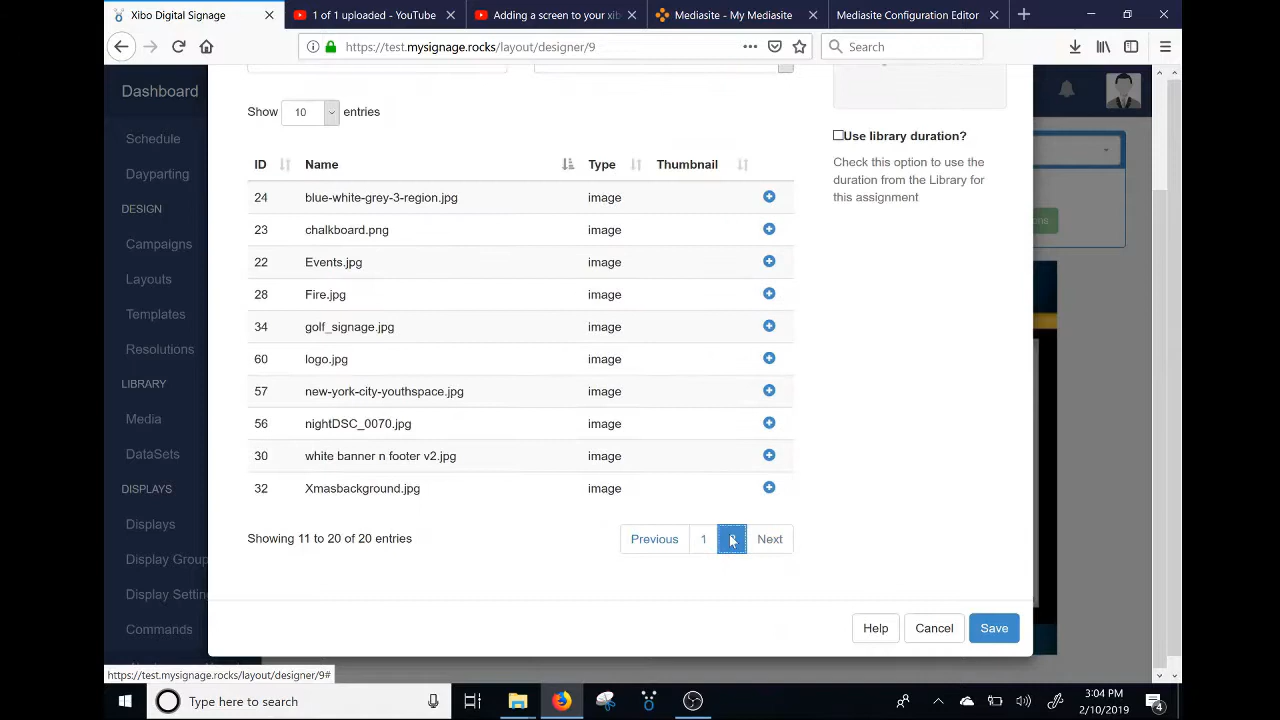 Xibo Digital Signage
1 of 1 uploaded - YouTube
Adding a screen to your xib
Mediasite - My Mediasite
Mediasite Configuration Editor
https://test.mysignage.rocks/layout/designer/9
Search
Dashboard
Schedule
Dayparting
DESIGN
Campaigns
Layouts
Templates
Resolutions
LIBRARY
Media
DataSets
DISPLAYS
Displays
Display Group
Display Settin
Commands
Show 10 entries
ID Name Type Thumbnail
24 blue-white-grey-3-region.jpg image
23 chalkboard.png image
22 Events.jpg image
28 Fire.jpg image
34 golf_signage.jpg image
60 logo.jpg image
57 new-york-city-youthspace.jpg image
56 nightDSC_0070.jpg image
30 white banner n footer v2.jpg image
32 Xmasbackground.jpg image
Showing 11 to 20 of 20 entries
Previous 1 2 Next
Use library duration?
Check this option to use the
duration from the Library for
this assignment
Help Cancel Save
https://test.mysignage.rocks/layout/designer/9#
Type here to search
3:04 PM
2/10/2019
4